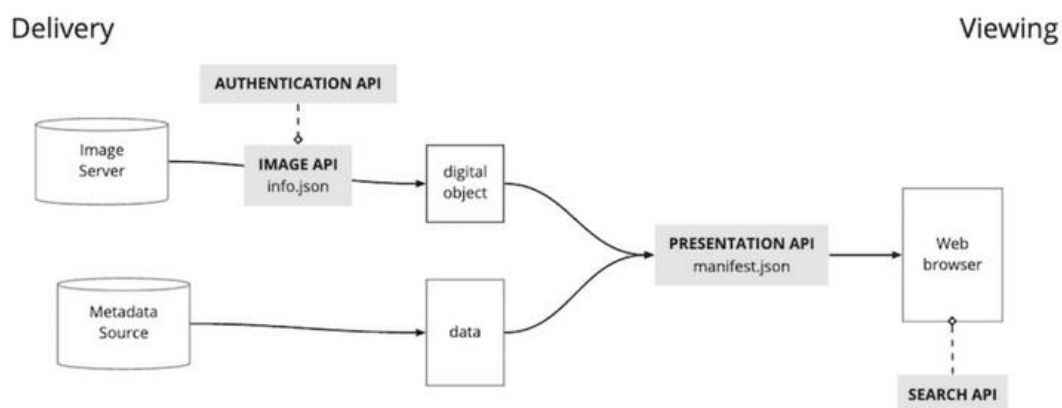 Delivery
Viewing
AUTHENTICATION API
Image
Server
IMAGE API
info.json
digital
object
PRESENTATION API
manifest.json
Web
browser
Metadata
Source
data
SEARCH API